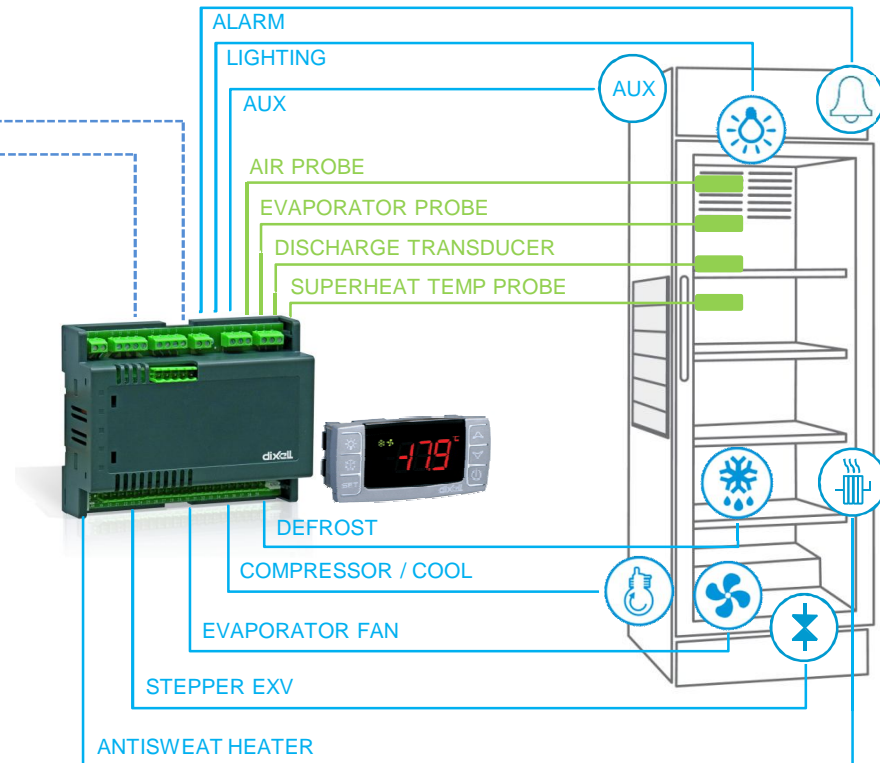 ALARM
LIGHTING
AUX
AUX
AIR PROBE
EVAPORATOR PROBE
DISCHARGE TRANSDUCER
SUPERHEAT TEMP PROBE
dixell
-17.9 °C
SET
dixell
DEFROST
COMPRESSOR / COOL
EVAPORATOR FAN
STEPPER EXV
ANTISWEAT HEATER